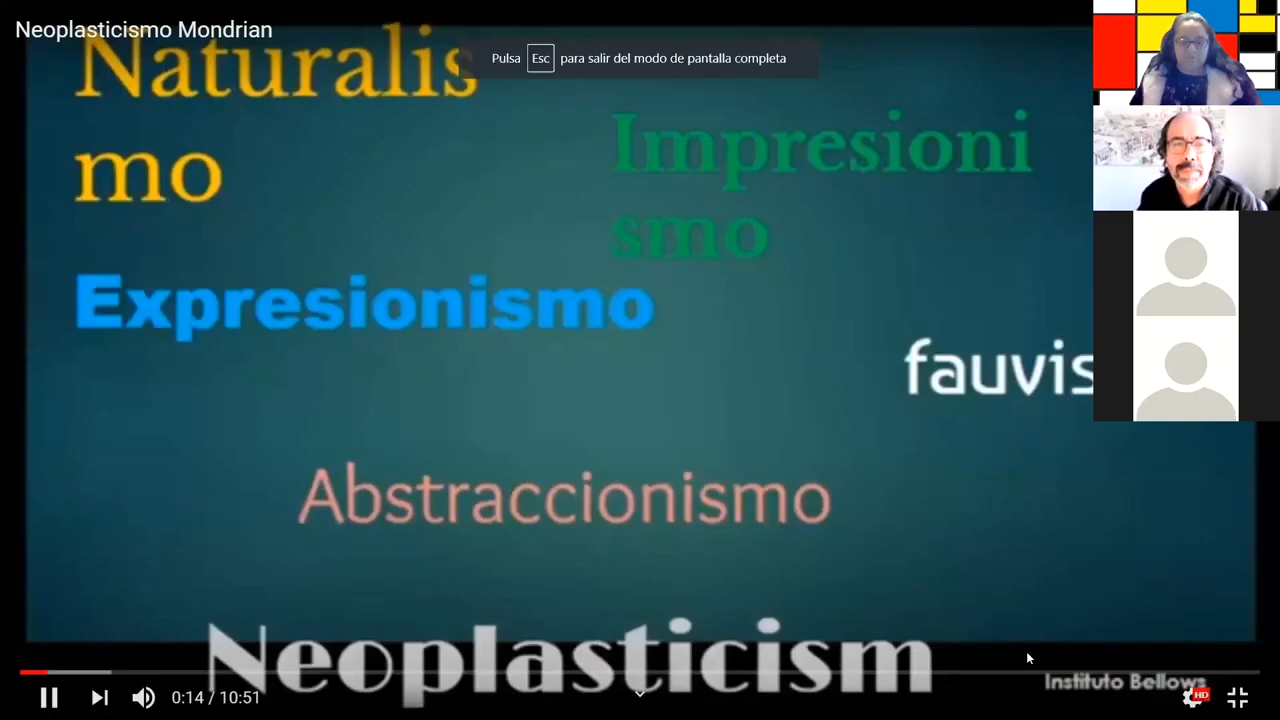 Neoplasticismo Mondrian
Naturalis
mo
Pulsa Esc para salir del modo de pantalla completa
Impresioni
smo
Expresionismo
fauvis
Abstraccionismo
Neoplasticism
Instituto Bellows
0:14 / 10:51
HD